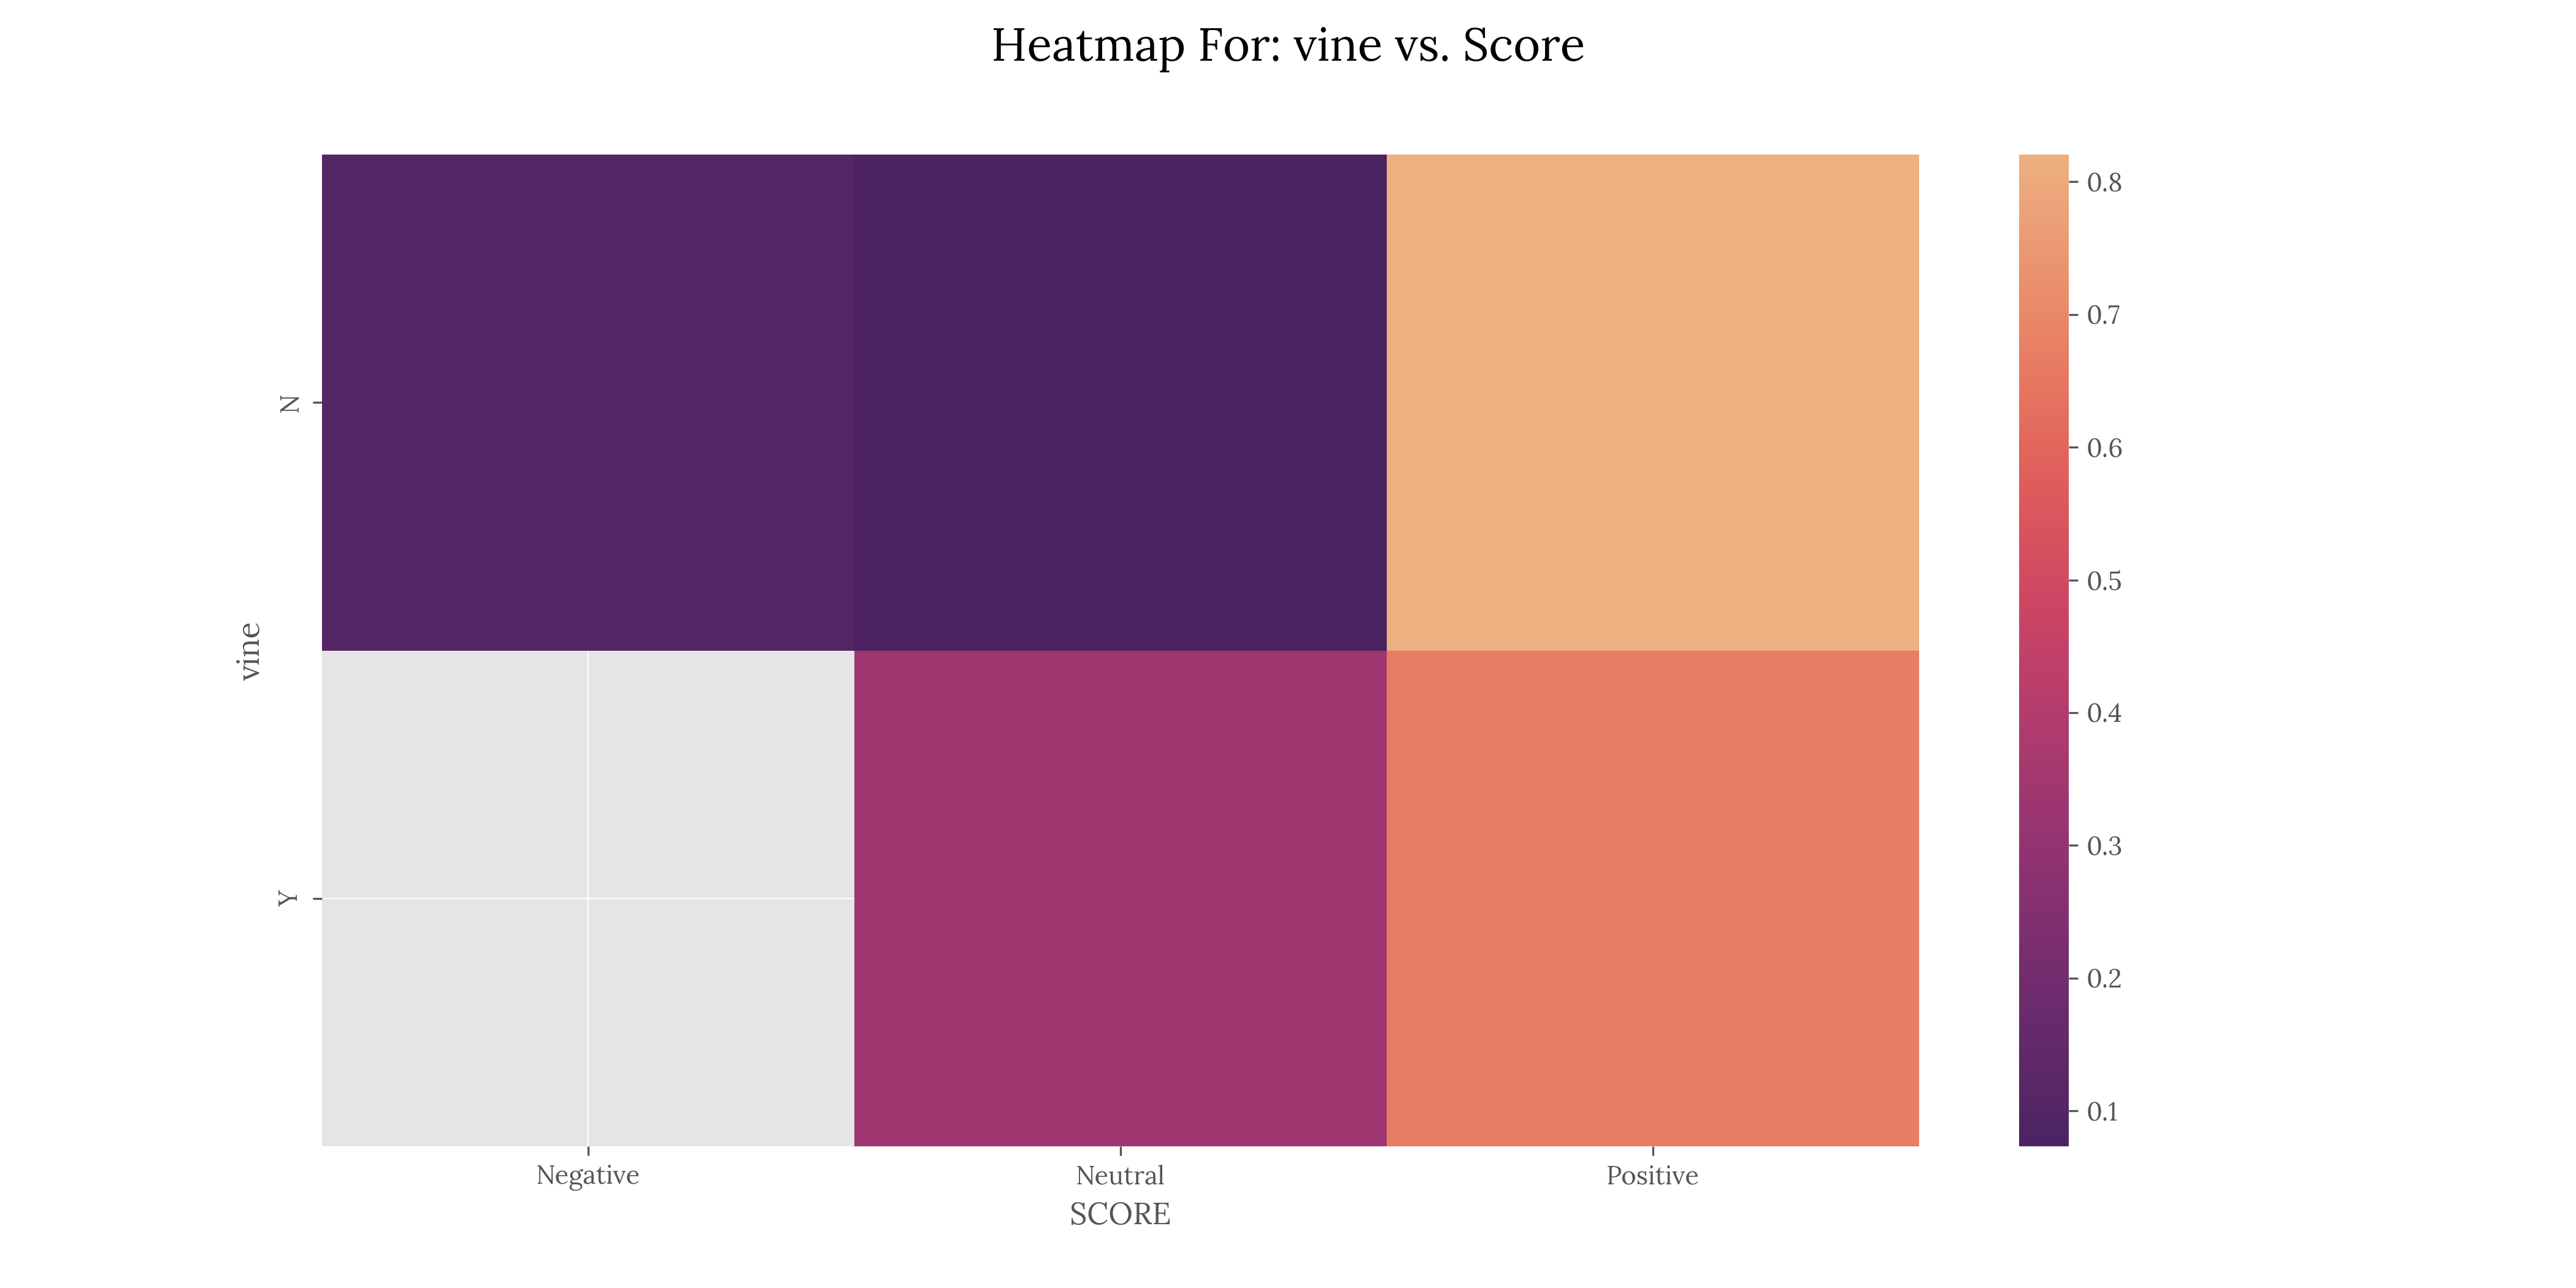 Heatmap For: vine vs. Score
vine
N
Y
Negative
Neutral
Positive
SCORE
0.8
0.7
0.6
0.5
0.4
0.3
0.2
0.1